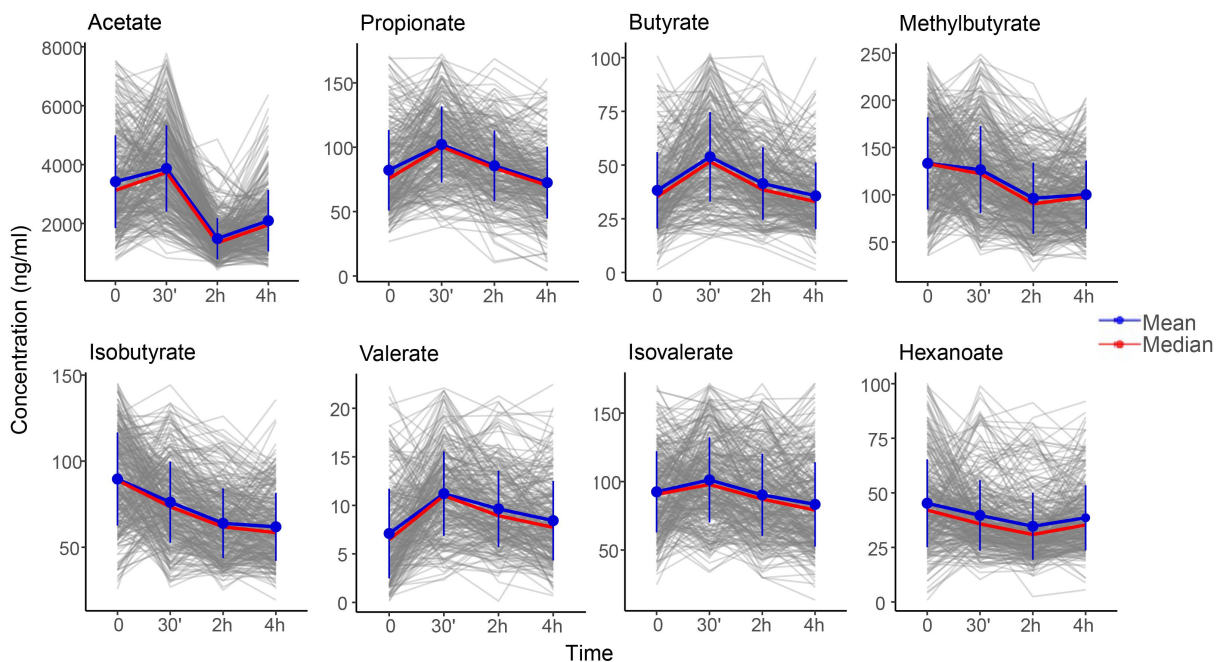 Acetate
Propionate
Butyrate
Methylbutyrate
8000
6000
4000
2000
0 30' 2h 4h
150
100
50
0
0 30' 2h 4h
100
75
50
25
0
0 30' 2h 4h
250
200
150
100
50
0 30' 2h 4h
Concentration (ng/ml)
Mean
Median
Isobutyrate
Valerate
Isovalerate
Hexanoate
150
100
50
0 30' 2h 4h
20
15
10
5
0
0 30' 2h 4h
150
100
50
0 30' 2h 4h
100
75
50
25
0
0 30' 2h 4h
Time